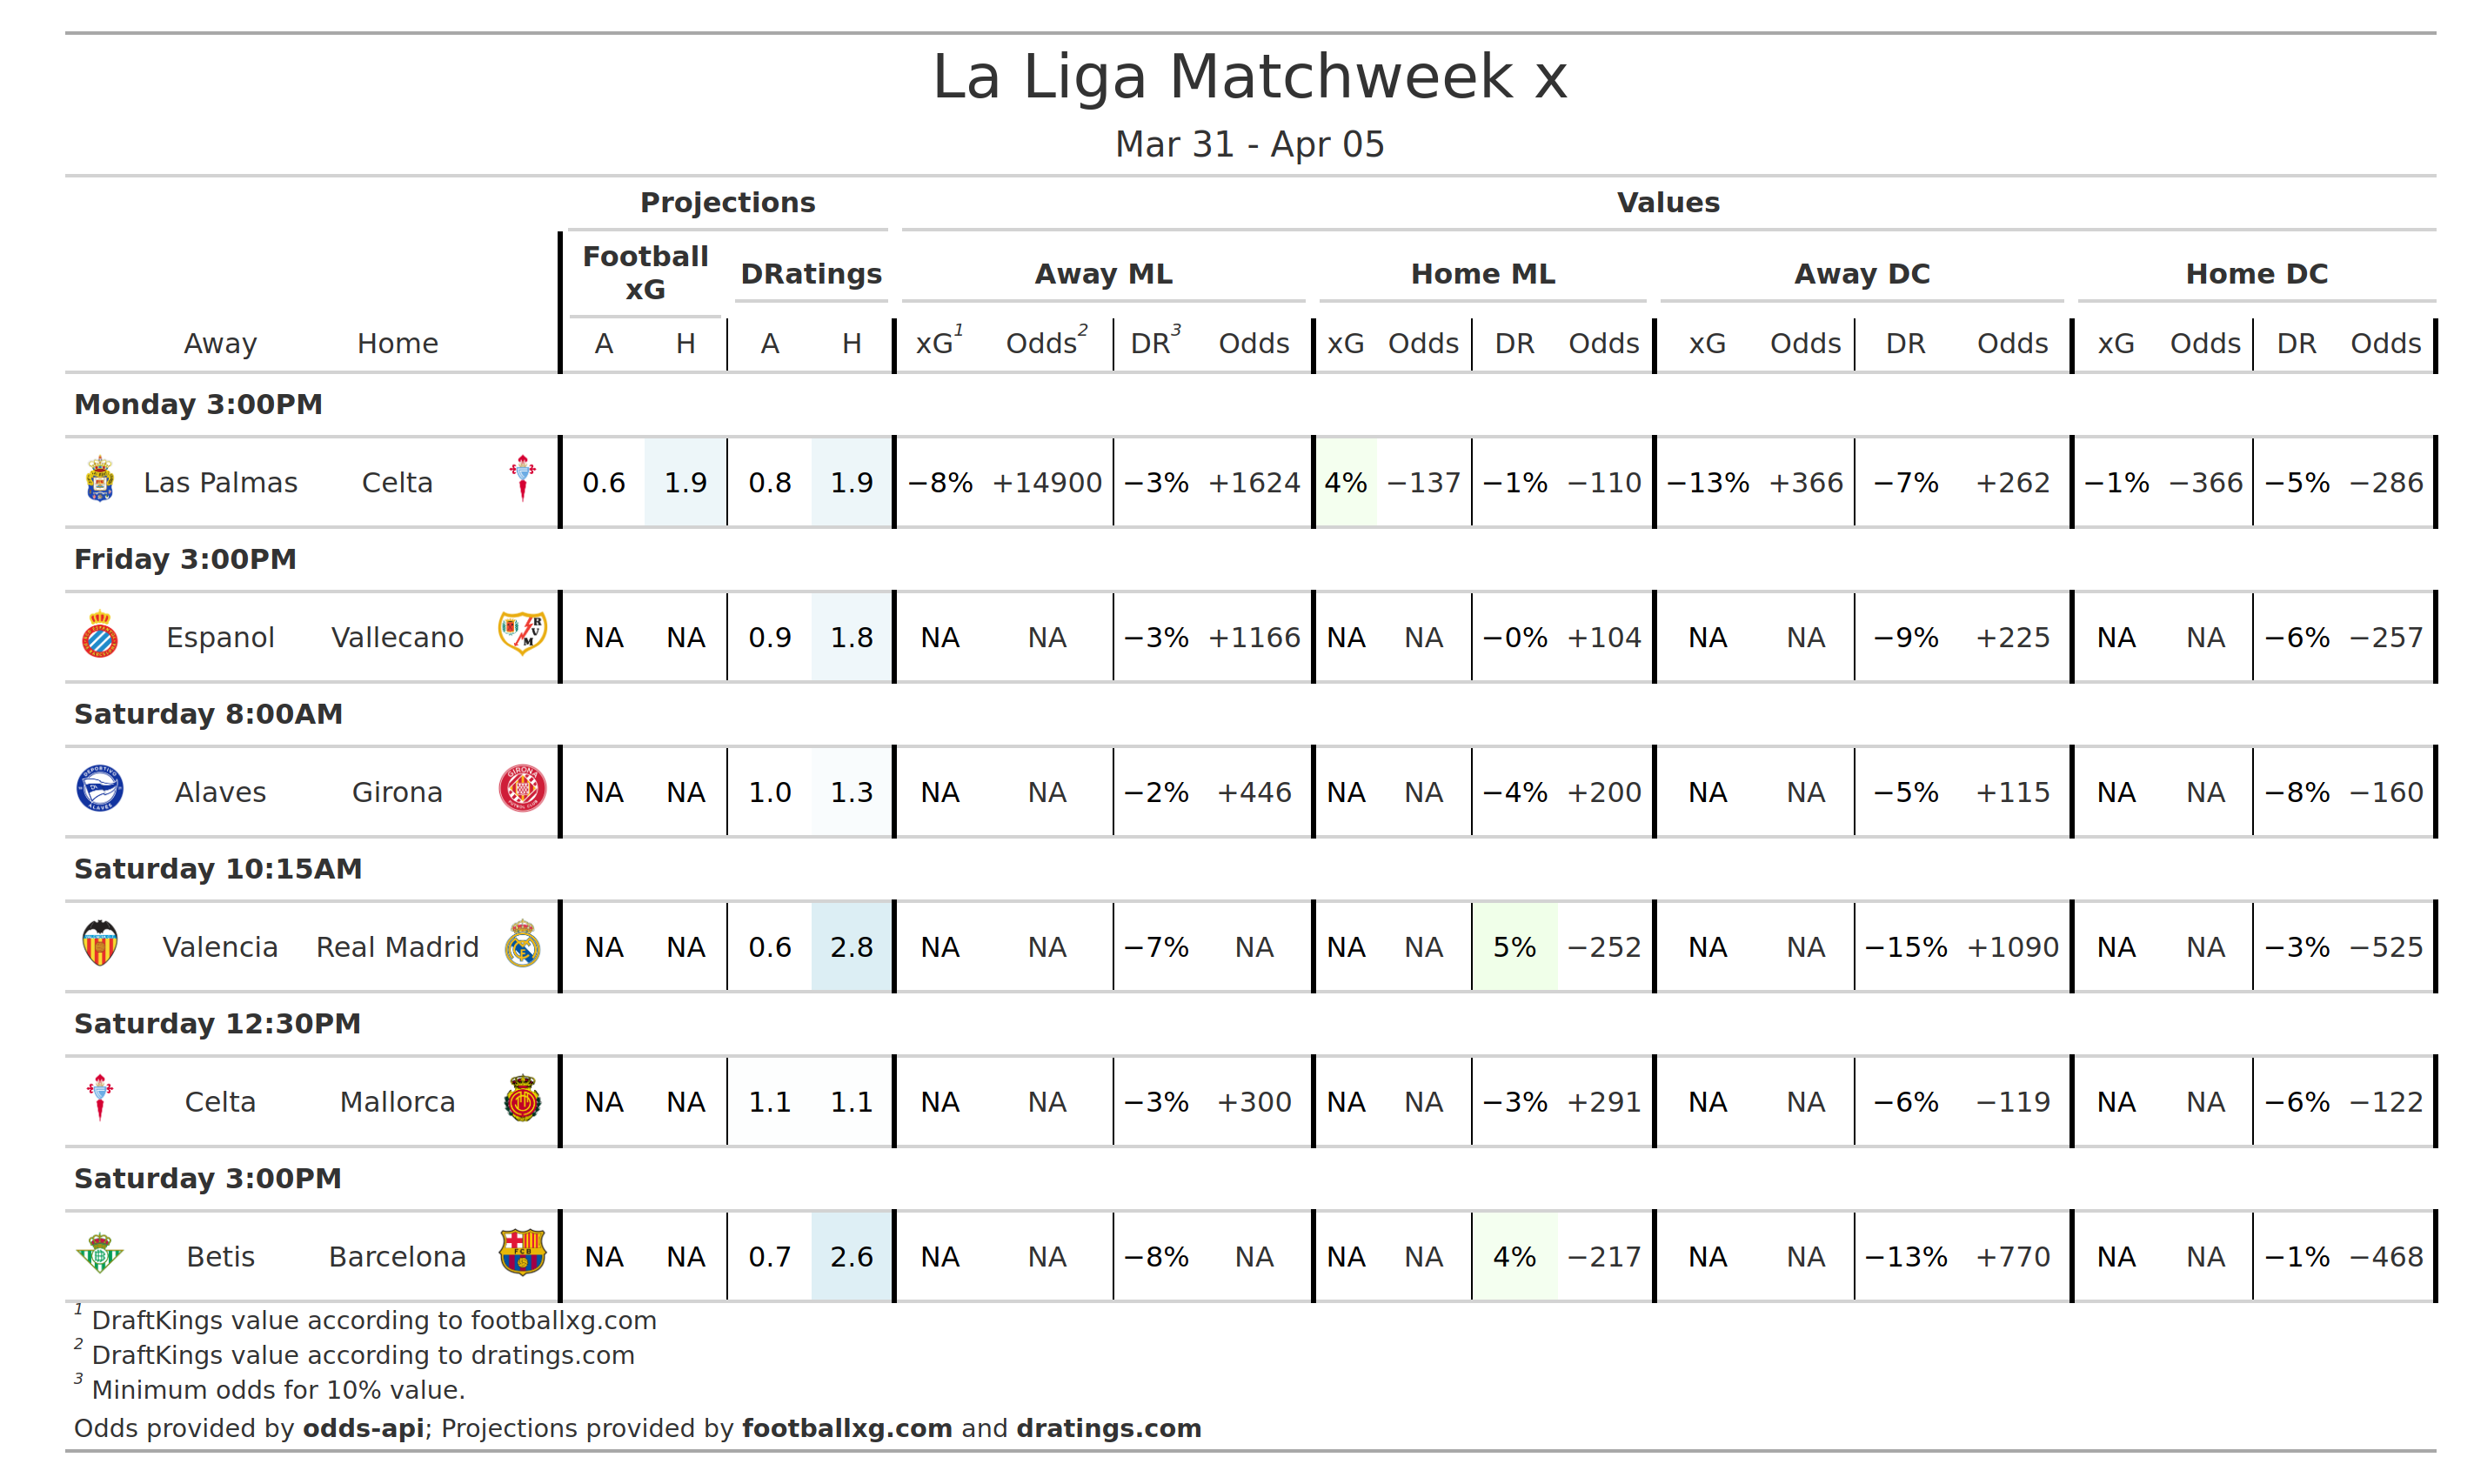 La Liga Matchweek x
Mar 31 - Apr 05
Projections Values
Football xG DRatings Away ML Home ML Away DC Home DC
Away Home A H A H xG1 Odds2 DR3 Odds xG Odds DR Odds xG Odds DR Odds xG Odds DR Odds
Monday 3:00PM
Las Palmas Celta 0.6 1.9 0.8 1.9 −8% +14900 −3% +1624 4% −137 −1% −110 −13% +366 −7% +262 −1% −366 −5% −286
Friday 3:00PM
Espanol Vallecano NA NA 0.9 1.8 NA NA −3% +1166 NA NA −0% +104 NA NA −9% +225 NA NA −6% −257
Saturday 8:00AM
Alaves Girona NA NA 1.0 1.3 NA NA −2% +446 NA NA −4% +200 NA NA −5% +115 NA NA −8% −160
Saturday 10:15AM
Valencia Real Madrid NA NA 0.6 2.8 NA NA −7% NA NA NA 5% −252 NA NA −15% +1090 NA NA −3% −525
Saturday 12:30PM
Celta Mallorca NA NA 1.1 1.1 NA NA −3% +300 NA NA −3% +291 NA NA −6% −119 NA NA −6% −122
Saturday 3:00PM
Betis Barcelona NA NA 0.7 2.6 NA NA −8% NA NA NA 4% −217 NA NA −13% +770 NA NA −1% −468
1 DraftKings value according to footballxg.com
2 DraftKings value according to dratings.com
3 Minimum odds for 10% value.
Odds provided by odds-api; Projections provided by footballxg.com and dratings.com